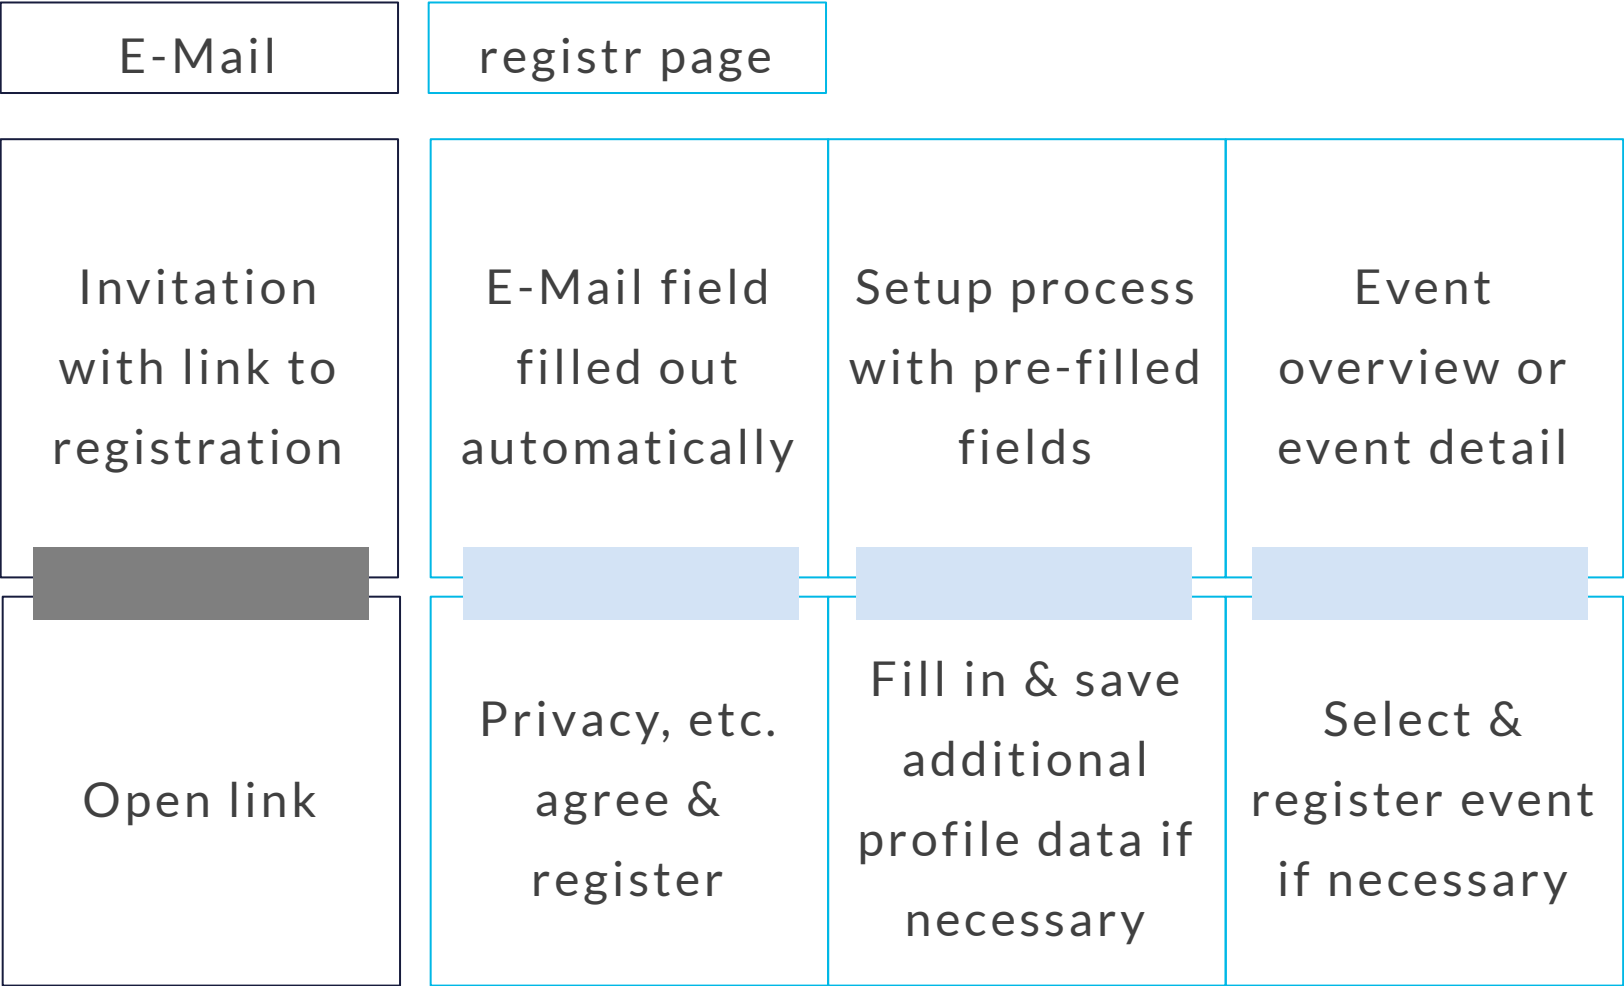 E-Mail
registr page
Invitation
with link to
registration
E-Mail field
filled out
automatically
Setup process
with pre-filled
fields
Event
overview or
event detail
Open link
Privacy, etc.
agree &
register
Fill in & save
additional
profile data if
necessary
Select &
register event
if necessary